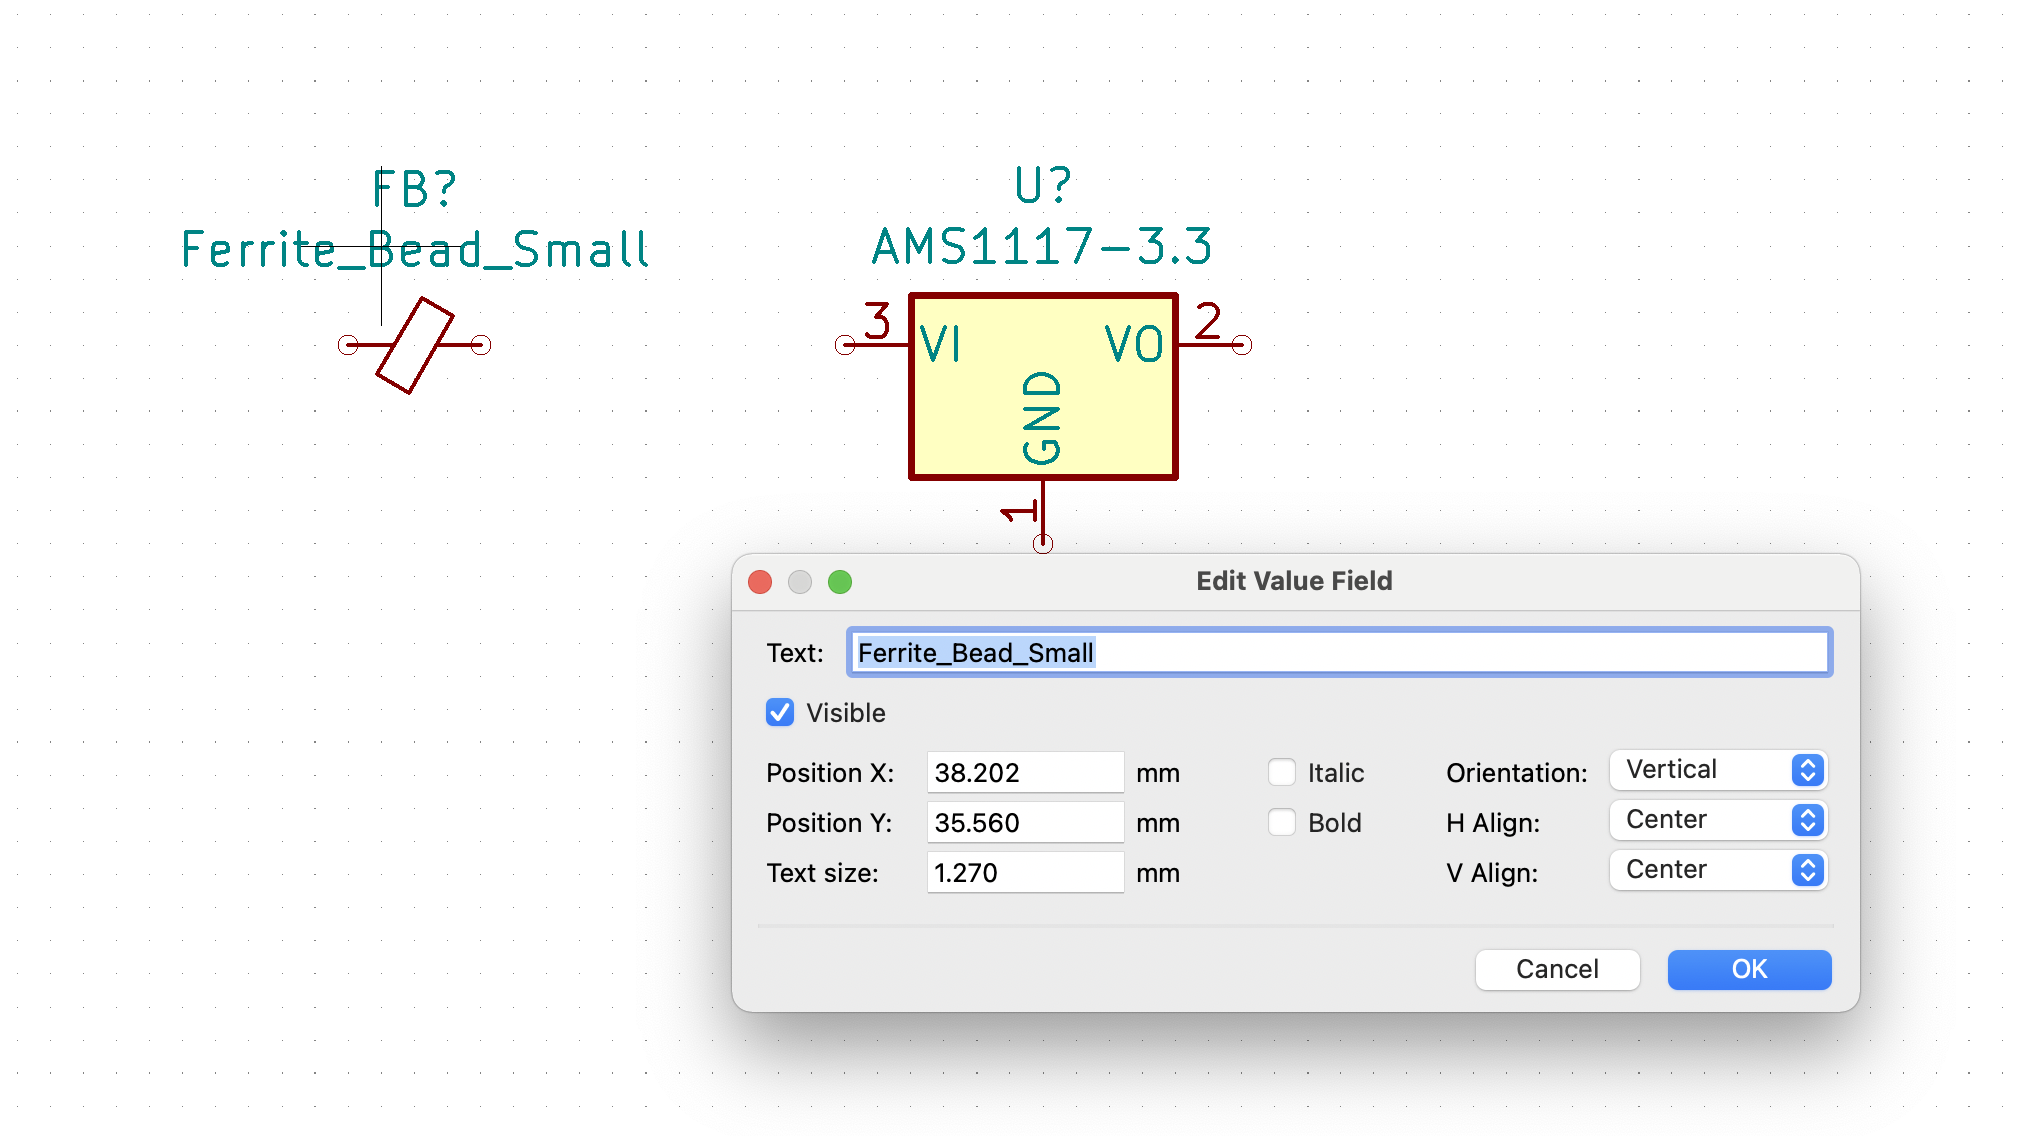 FB?
Ferrite_Bead_Small
U?
AMS1117-3.3
3
VI
VO
2
GND
1
Edit Value Field
Text: Ferrite_Bead_Small
Visible
Position X: 38.202 mm Italic Orientation: Vertical
Position Y: 35.560 mm Bold H Align: Center
Text size: 1.270 mm V Align: Center
Cancel OK